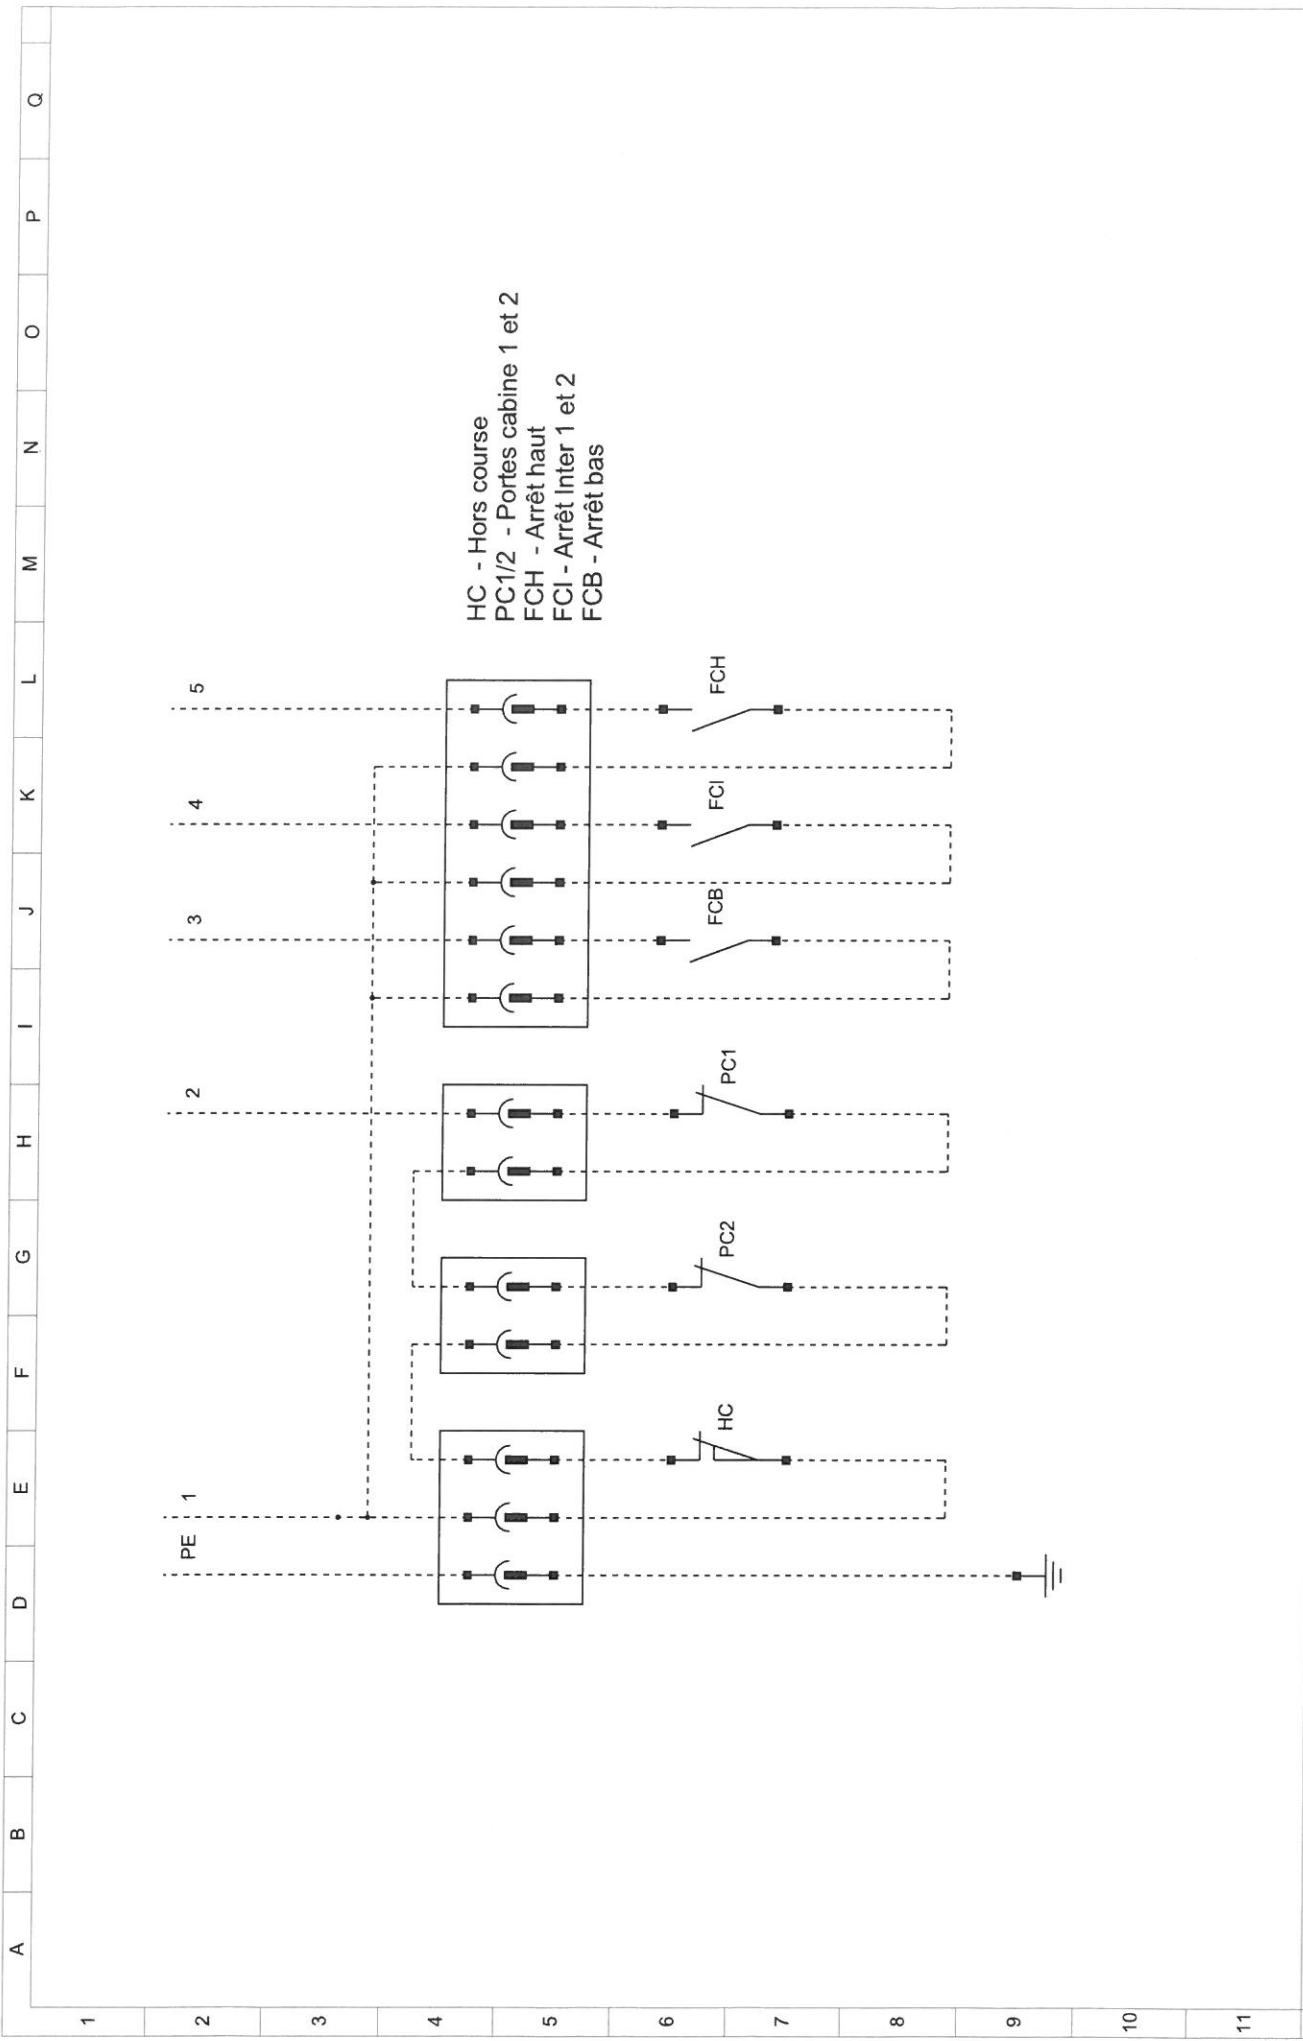 A B C D E F G H I J K L M N O P Q
1
2
3
4
5
6
7
8
9
10
11
PE 1 2 3 4 5
HC - Hors course
PC1/2 - Portes cabine 1 et 2
FCH - Arrêt haut
FCI - Arrêt Inter 1 et 2
FCB - Arrêt bas
HC PC2 PC1 FCB FCI FCH